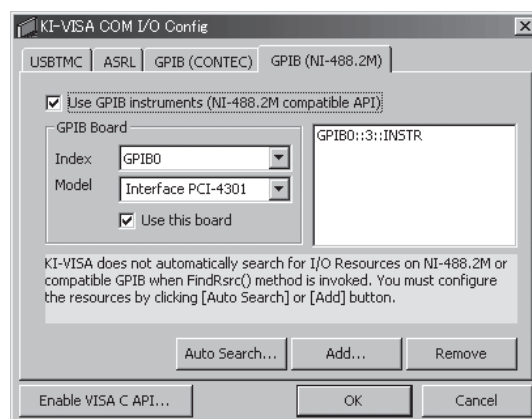 KI-VISA COM I/O Config
USBTMC ASRL GPIB (CONTEC) GPIB (NI-488.2M)
Use GPIB instruments (NI-488.2M compatible API)
GPIB Board
GPIB0::3::INSTR
Index GPIB0
Model Interface PCI-4301
Use this board
KI-VISA does not automatically search for I/O Resources on NI-488.2M or
compatible GPIB when FindRsrc() method is invoked. You must configure
the resources by clicking [Auto Search] or [Add] button.
Auto Search... Add... Remove
Enable VISA C API... OK Cancel